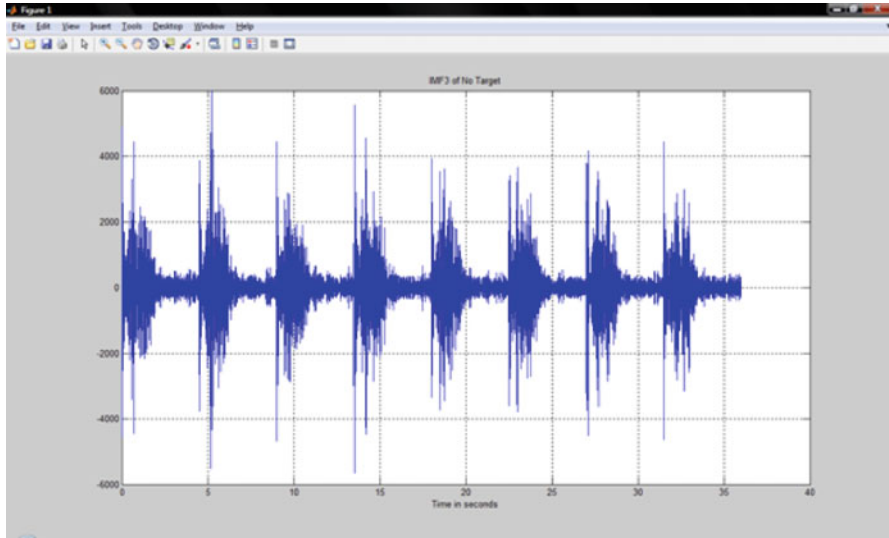 Figure 1
File Edit View Insert Tools Desktop Window Help
IMF3 of No Target
6000
4000
2000
0
-2000
-4000
-6000
0 5 10 15 20 25 30 35 40
Time in seconds